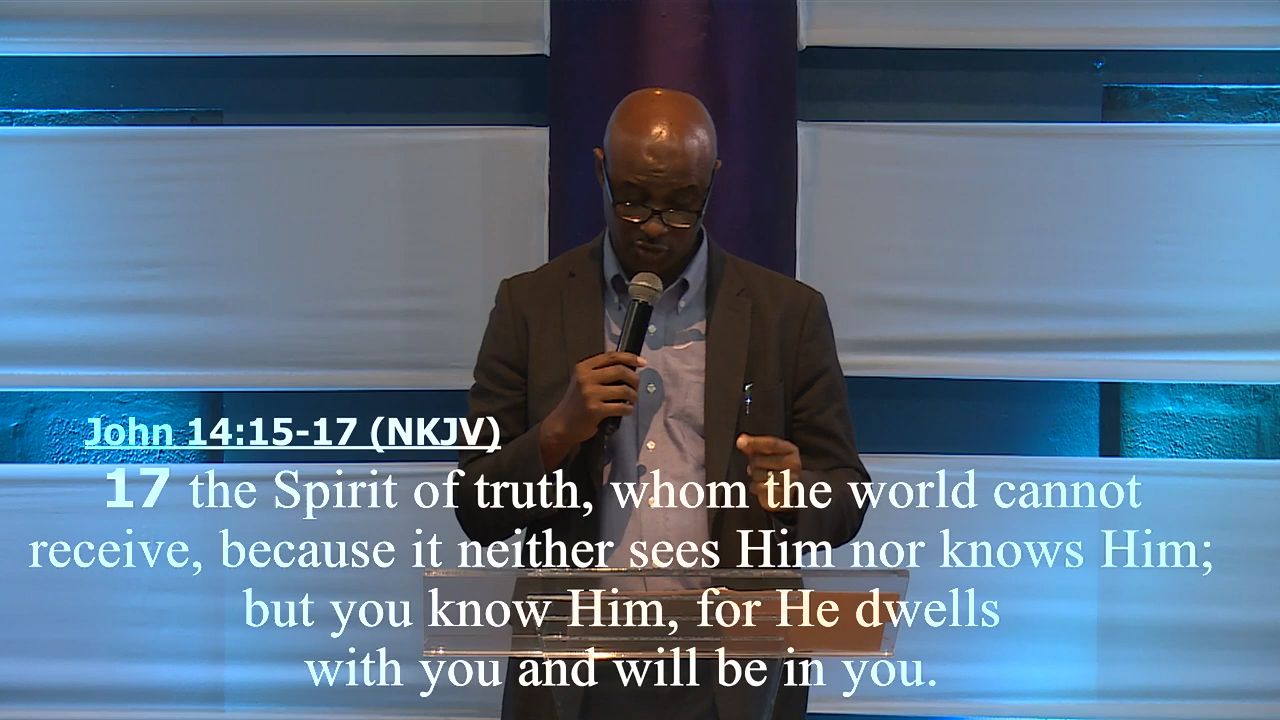 John 14:15-17 (NKJV)
17 the Spirit of truth, whom the world cannot
receive, because it neither sees Him nor knows Him;
but you know Him, for He dwells
with you and will be in you.